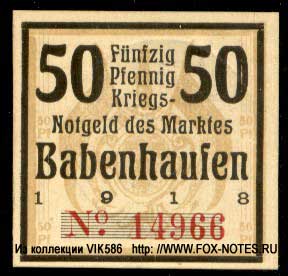 50 Fünfzig 50
Pfennig
Kriegs-
Notgeld des Marktes
Babenhausen
1 9 1 8
No. 14966
Из коллекции VIK586 http://WWW.FOX-NOTES.RU